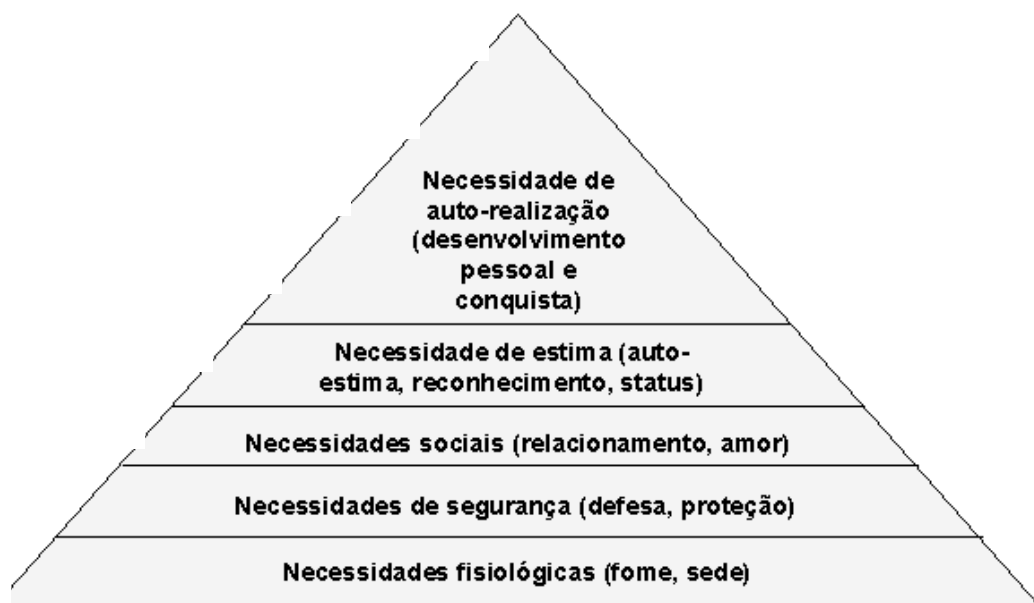 Necessidade de
auto-realização
(desenvolvimento
pessoal e
conquista)
Necessidade de estima (auto-
estima, reconhecimento, status)
Necessidades sociais (relacionamento, amor)
Necessidades de segurança (defesa, proteção)
Necessidades fisiológicas (fome, sede)